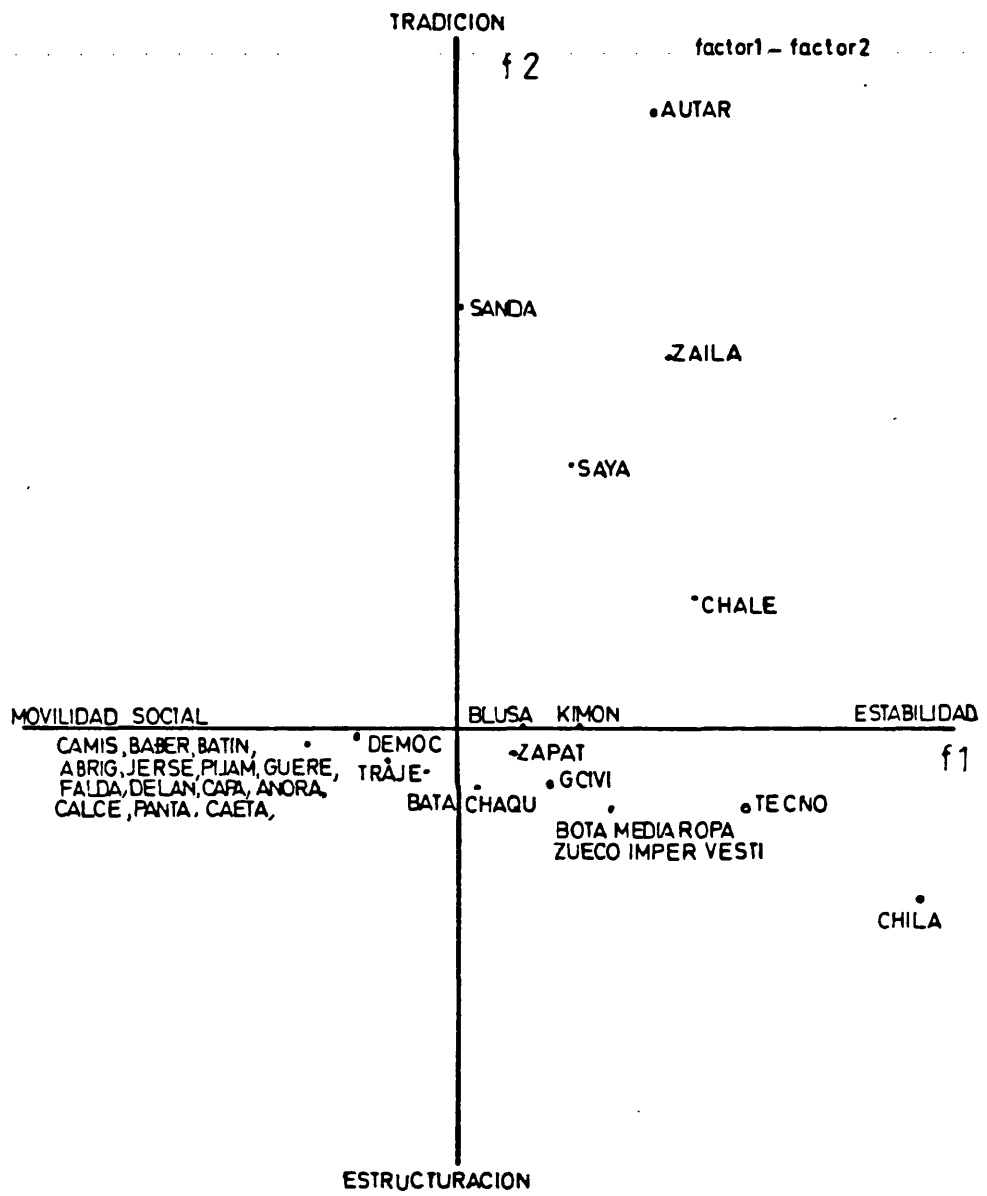 TRADICION
factor1 - factor2
f 2
AUTAR
SANDA
ZAILA
SAYA
CHALE
MOVILIDAD SOCIAL
BLUSA KIMON
ESTABILIDAD
f1
CAMIS, BABER, BATIN,
ABRIG, JERSE, PIJAM, GUERE,
FALDA, DELAN, CAPA, ANORA,
CALCE, PANTA. CAETA,
DEMOC
TRAJE
ZAPAT
GCIVI
BATA CHAQU
TECNO
BOTA MEDIA ROPA
ZUECO IMPER VESTI
CHILA
ESTRUCTURACION